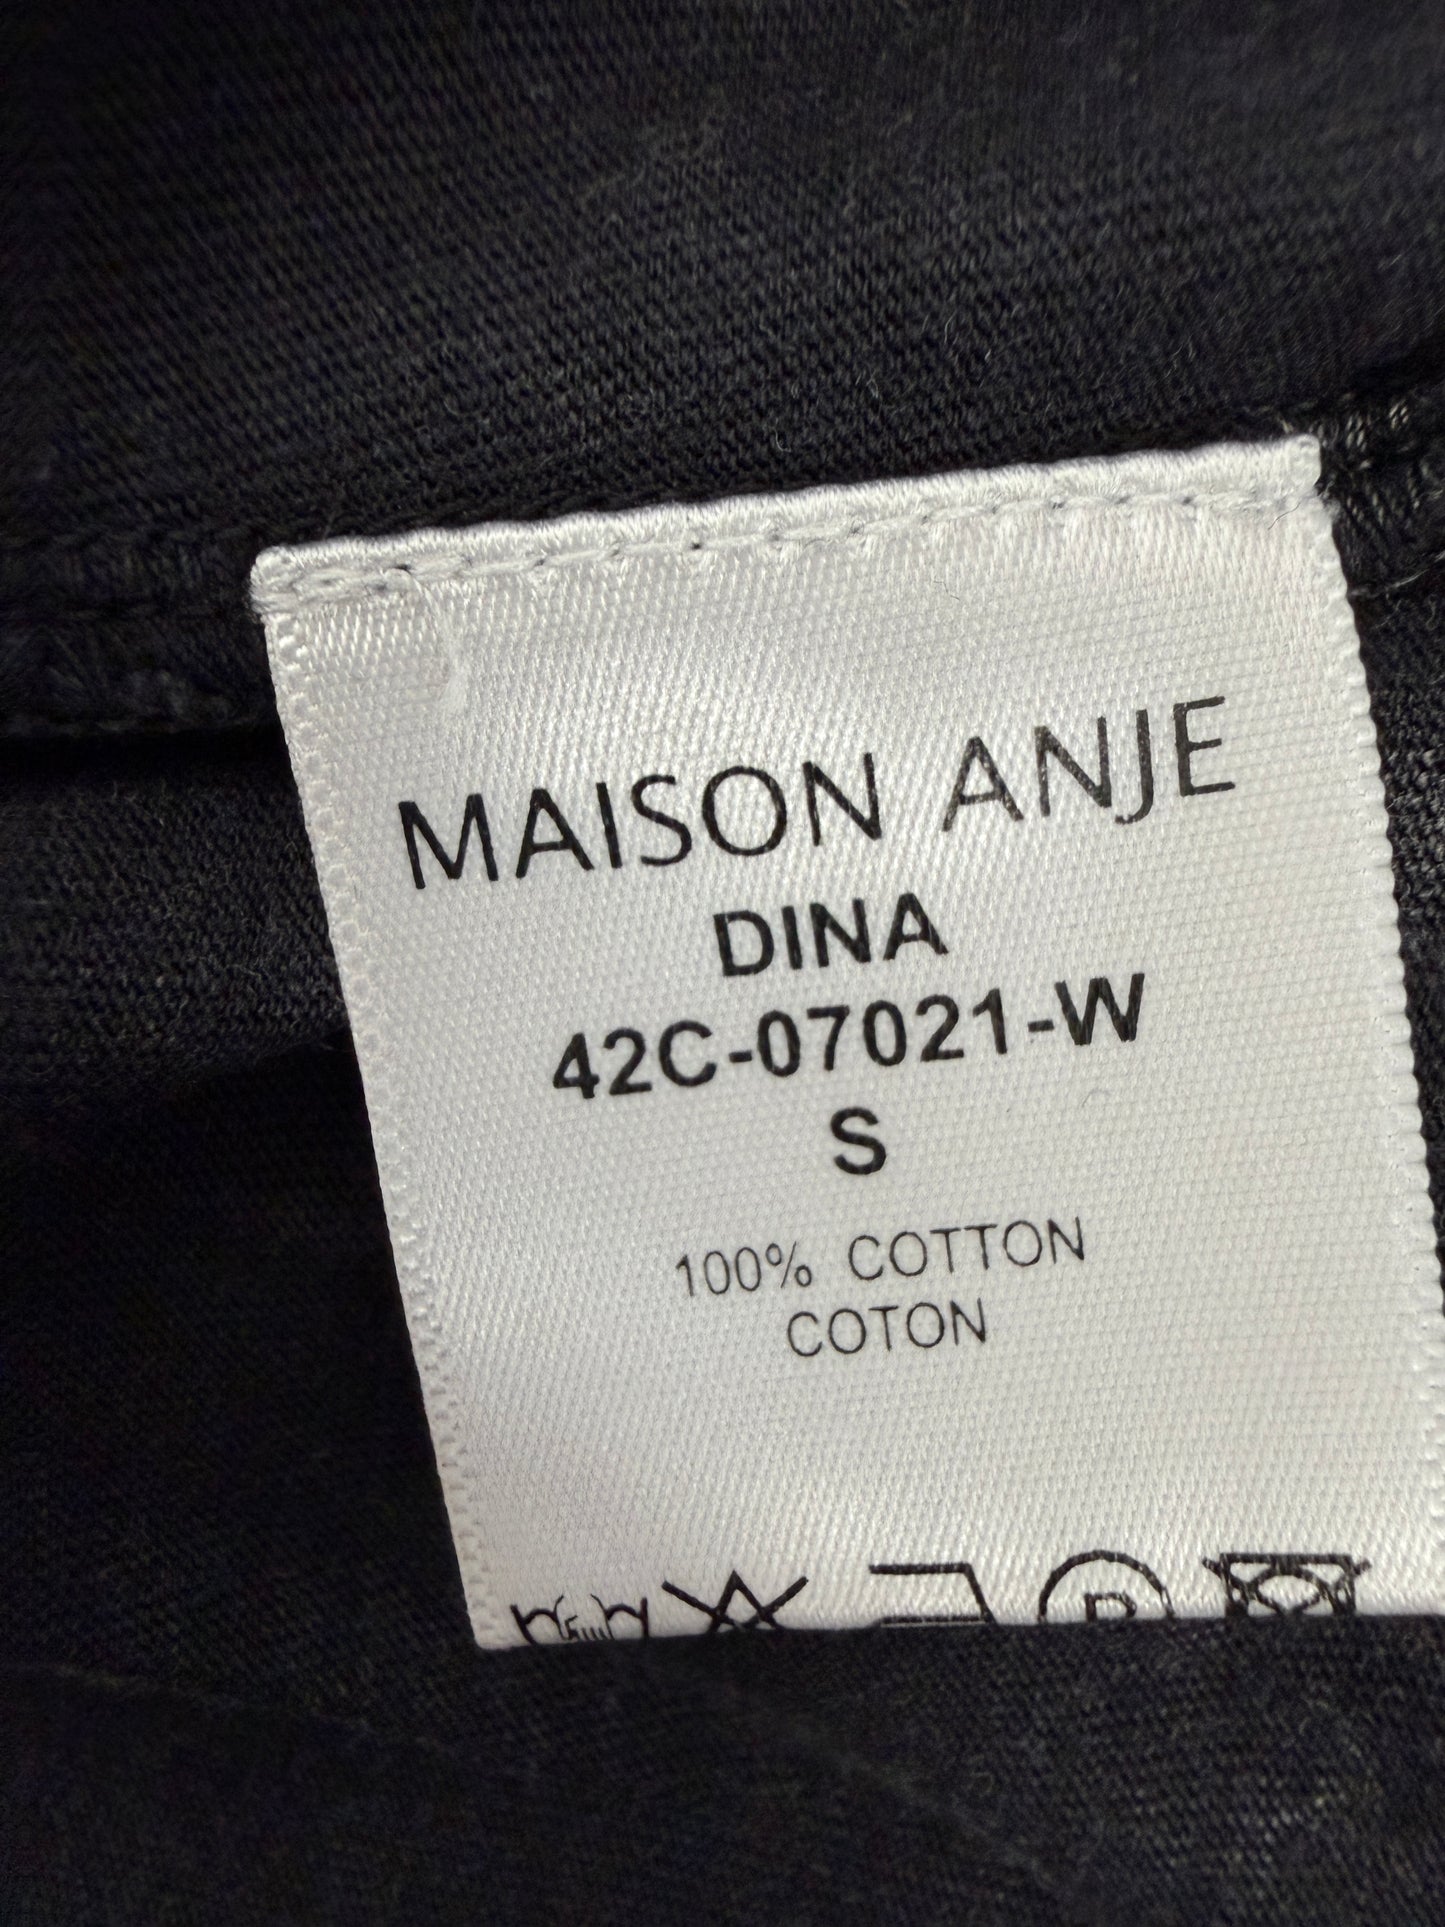 MAISON ANJE
DINA
42C-07021-W
S
100% COTTON
COTON
P